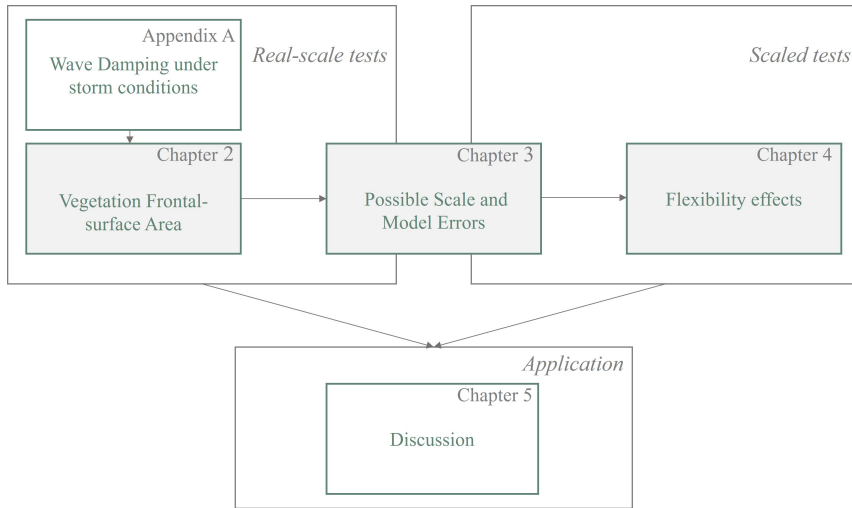 Appendix A
Wave Damping under
storm conditions
Real-scale tests
Scaled tests
Chapter 2
Vegetation Frontal-
surface Area
Chapter 3
Possible Scale and
Model Errors
Chapter 4
Flexibility effects
Application
Chapter 5
Discussion